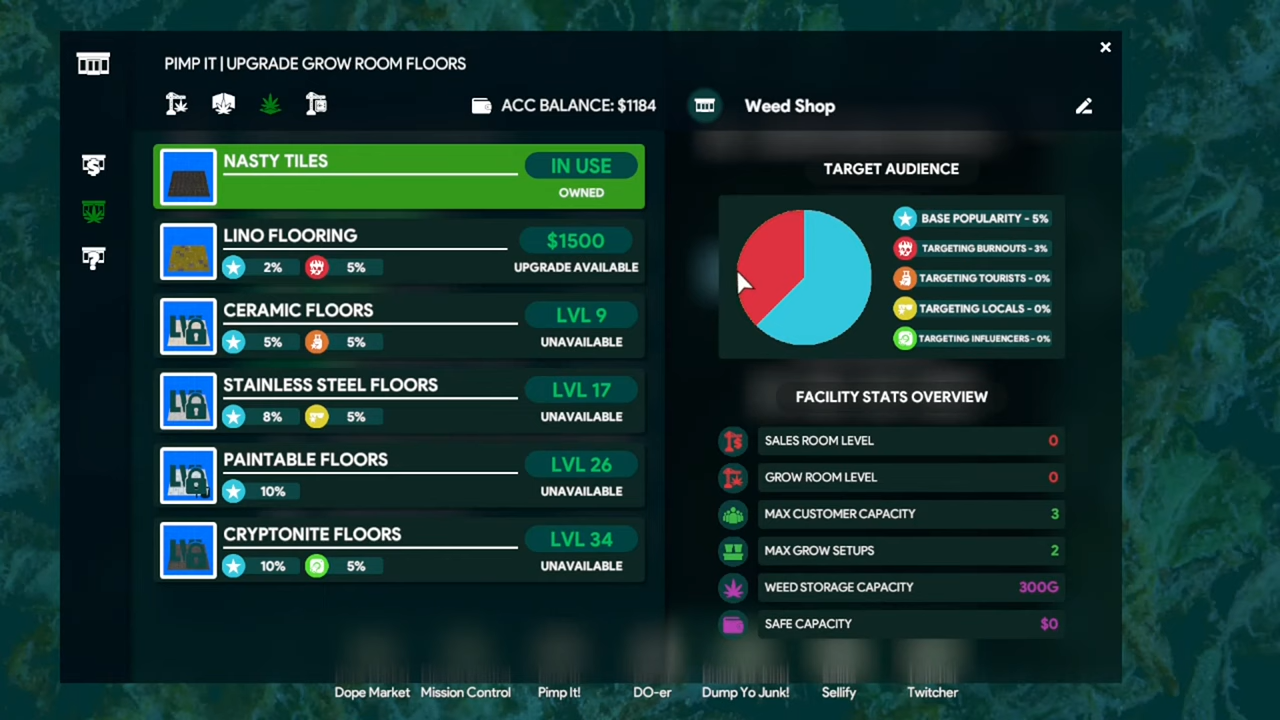 PIMP IT | UPGRADE GROW ROOM FLOORS
ACC BALANCE: $1184
NASTY TILES
IN USE
OWNED
LINO FLOORING
$1500
2%
5%
UPGRADE AVAILABLE
CERAMIC FLOORS
LVL 9
5%
5%
UNAVAILABLE
STAINLESS STEEL FLOORS
LVL 17
8%
5%
UNAVAILABLE
PAINTABLE FLOORS
LVL 26
10%
UNAVAILABLE
CRYPTONITE FLOORS
LVL 34
10%
5%
UNAVAILABLE
Weed Shop
TARGET AUDIENCE
BASE POPULARITY - 5%
TARGETING BURNOUTS - 3%
TARGETING TOURISTS - 0%
TARGETING LOCALS - 0%
TARGETING INFLUENCERS - 0%
FACILITY STATS OVERVIEW
SALES ROOM LEVEL 0
GROW ROOM LEVEL 0
MAX CUSTOMER CAPACITY 3
MAX GROW SETUPS 2
WEED STORAGE CAPACITY 300G
SAFE CAPACITY $0
Dope Market Mission Control Pimp It! DO-er Dump Yo Junk! Sellify Twitcher